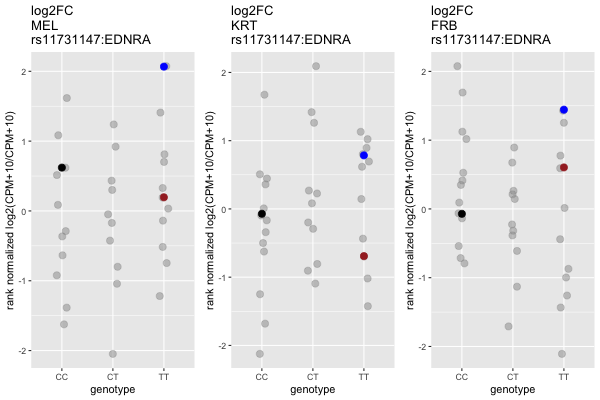 log2FC
MEL
rs11731147:EDNRA
rank normalized log2(CPM+10/CPM+10)
2
1
0
-1
-2
CC
CT
TT
genotype
log2FC
KRT
rs11731147:EDNRA
rank normalized log2(CPM+10/CPM+10)
2
1
0
-1
-2
CC
CT
TT
genotype
log2FC
FRB
rs11731147:EDNRA
rank normalized log2(CPM+10/CPM+10)
2
1
0
-1
-2
CC
CT
TT
genotype